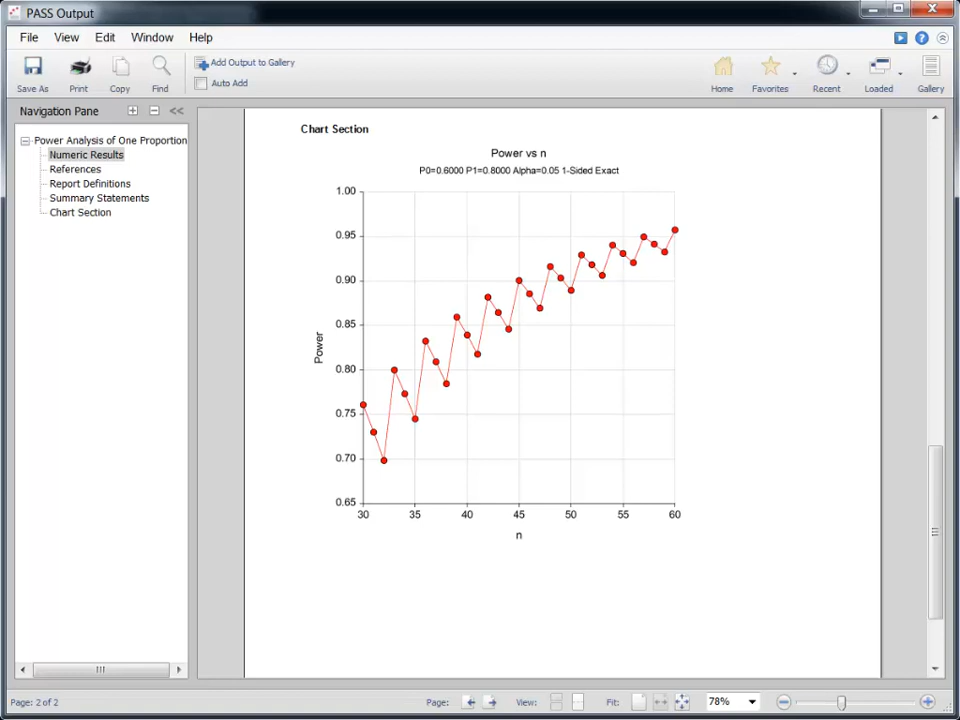 PASS Output
File View Edit Window Help
Save As Print Copy Find
Add Output to Gallery
Auto Add
Home Favorites Recent Loaded Gallery
Navigation Pane
Power Analysis of One Proportion
Numeric Results
References
Report Definitions
Summary Statements
Chart Section
Chart Section
Power vs n
P0=0.6000 P1=0.8000 Alpha=0.05 1-Sided Exact
1.00
0.95
0.90
0.85
0.80
0.75
0.70
0.65
Power
30 35 40 45 50 55 60
n
Page: 2 of 2
Page: View: Fit: 78%